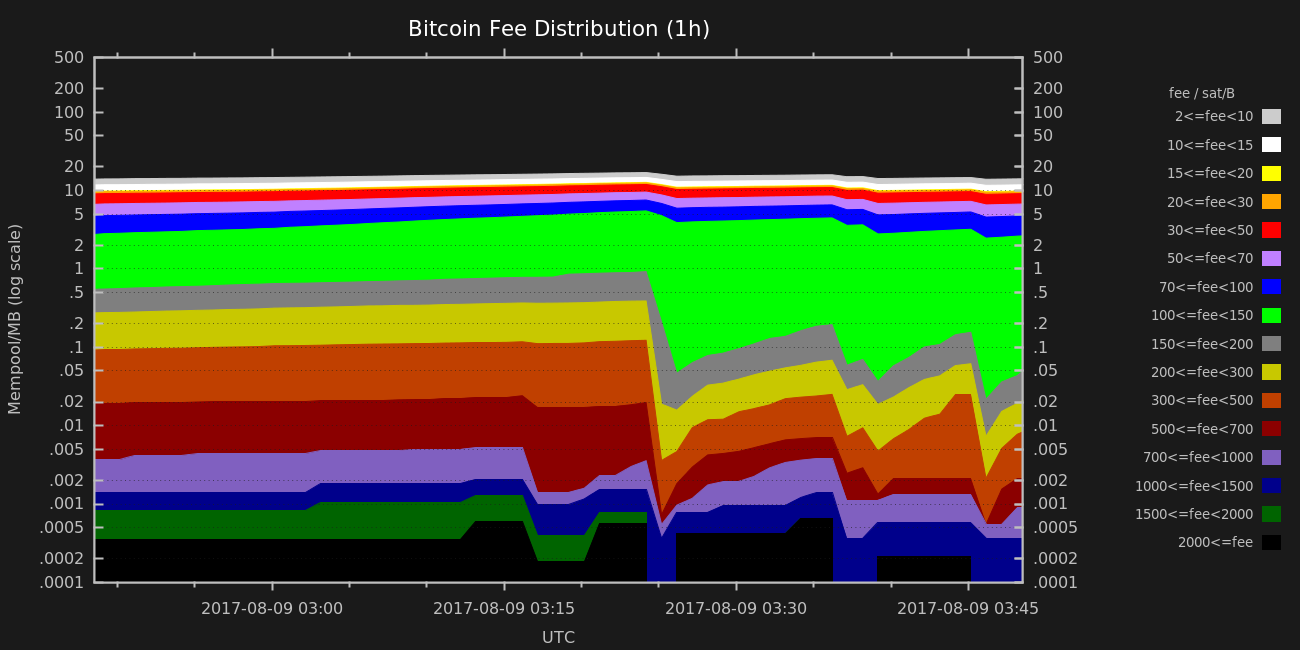 Bitcoin Fee Distribution (1h)
500
200
100
50
20
10
5
2
1
.5
.2
.1
.05
.02
.01
.005
.002
.001
.0005
.0002
.0001
Mempool/MB (log scale)
500
200
100
50
20
10
5
2
1
.5
.2
.1
.05
.02
.01
.005
.002
.001
.0005
.0002
.0001
2017-08-09 03:00 2017-08-09 03:15 2017-08-09 03:30 2017-08-09 03:45
UTC
fee / sat/B
2<=fee<10
10<=fee<15
15<=fee<20
20<=fee<30
30<=fee<50
50<=fee<70
70<=fee<100
100<=fee<150
150<=fee<200
200<=fee<300
300<=fee<500
500<=fee<700
700<=fee<1000
1000<=fee<1500
1500<=fee<2000
2000<=fee